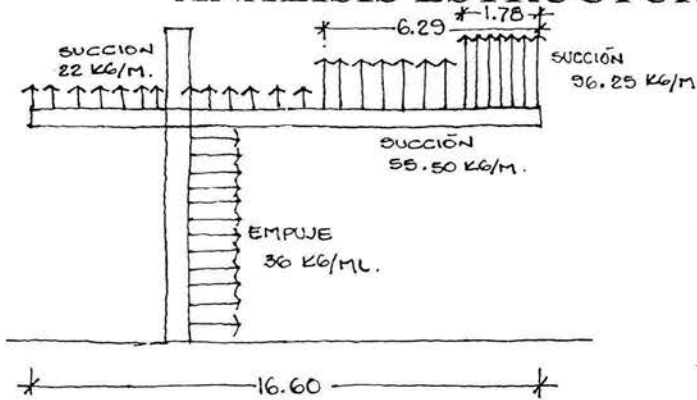 6.29
1.78
SUCCION
22 KG/M.
SUCCIÓN
96.25 KG/M
SUCCIÓN
55.50 KG/M.
EMPUJE
36 KG/ML.
16.60